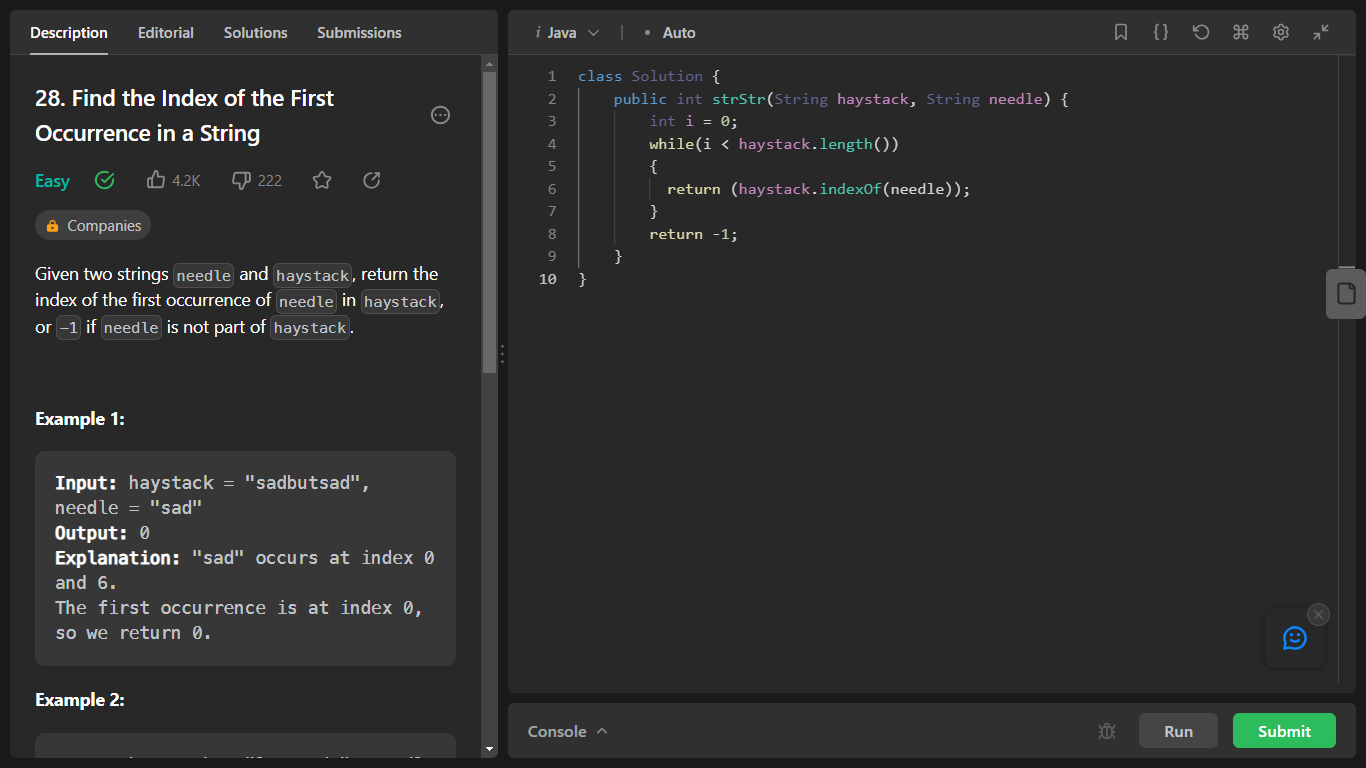 Description Editorial Solutions Submissions
28. Find the Index of the First
Occurrence in a String
Easy 4.2K 222
Companies
Given two strings needle and haystack, return the
index of the first occurrence of needle in haystack,
or -1 if needle is not part of haystack.
Example 1:
Input: haystack = "sadbutsad",
needle = "sad"
Output: 0
Explanation: "sad" occurs at index 0
and 6.
The first occurrence is at index 0,
so we return 0.
Example 2:
i Java | • Auto
{}
1 class Solution {
2     public int strStr(String haystack, String needle) {
3         int i = 0;
4         while(i < haystack.length())
5         {
6           return (haystack.indexOf(needle));
7         }
8         return -1;
9     }
10 }
Console Run Submit